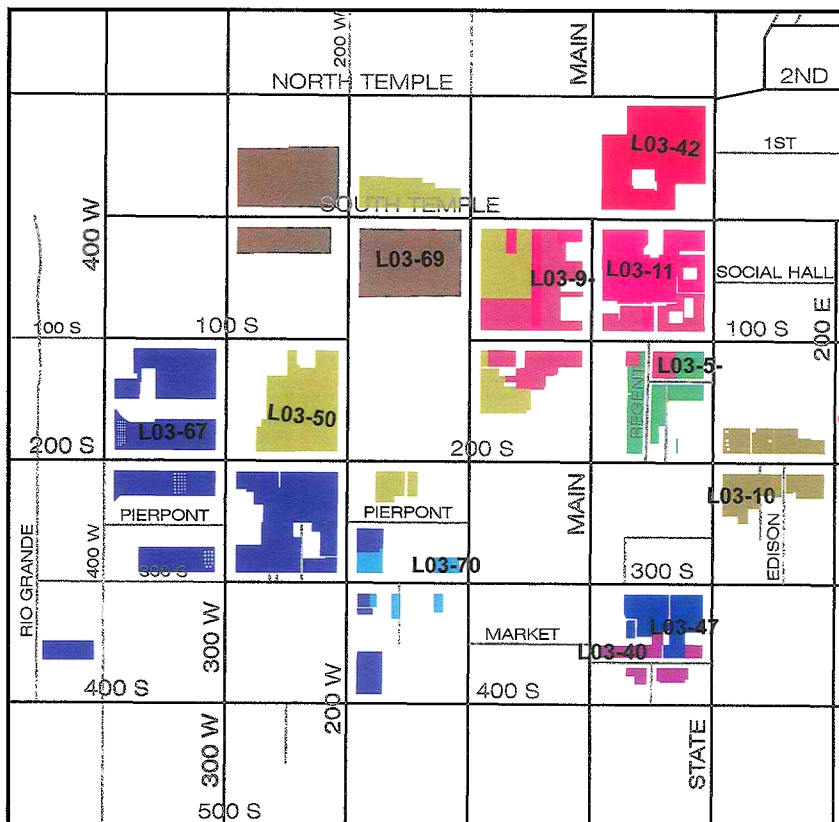 200 W
MAIN
NORTH TEMPLE
2ND
L03-42
1ST
SOUTH TEMPLE
400 W
L03-69
L03-9-
L03-11
SOCIAL HALL
200 E
100 S
100 S
100 S
L03-5-
REGENT
L03-67
L03-50
200 S
200 S
PIERPONT
PIERPONT
MAIN
L03-10
EDISON
RIO GRANDE
400 W
300 S
L03-70
300 S
300 W
MARKET
L03-47
L03-40
400 S
200 W
400 S
300 W
STATE
500 S